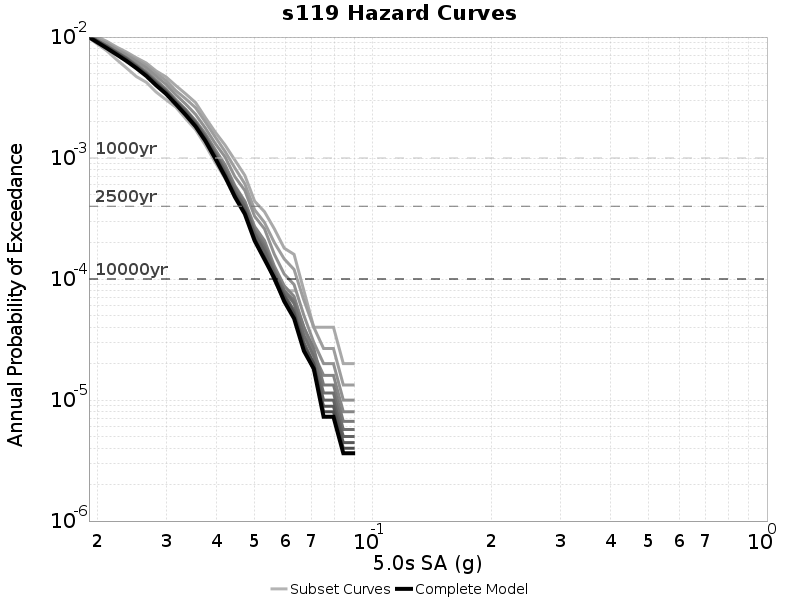 s119 Hazard Curves
Annual Probability of Exceedance
10-2
10-3
10-4
10-5
10-6
1000yr
2500yr
10000yr
2 3 4 5 6 7 10-1 2 3 4 5 6 7 100
5.0s SA (g)
Subset Curves Complete Model